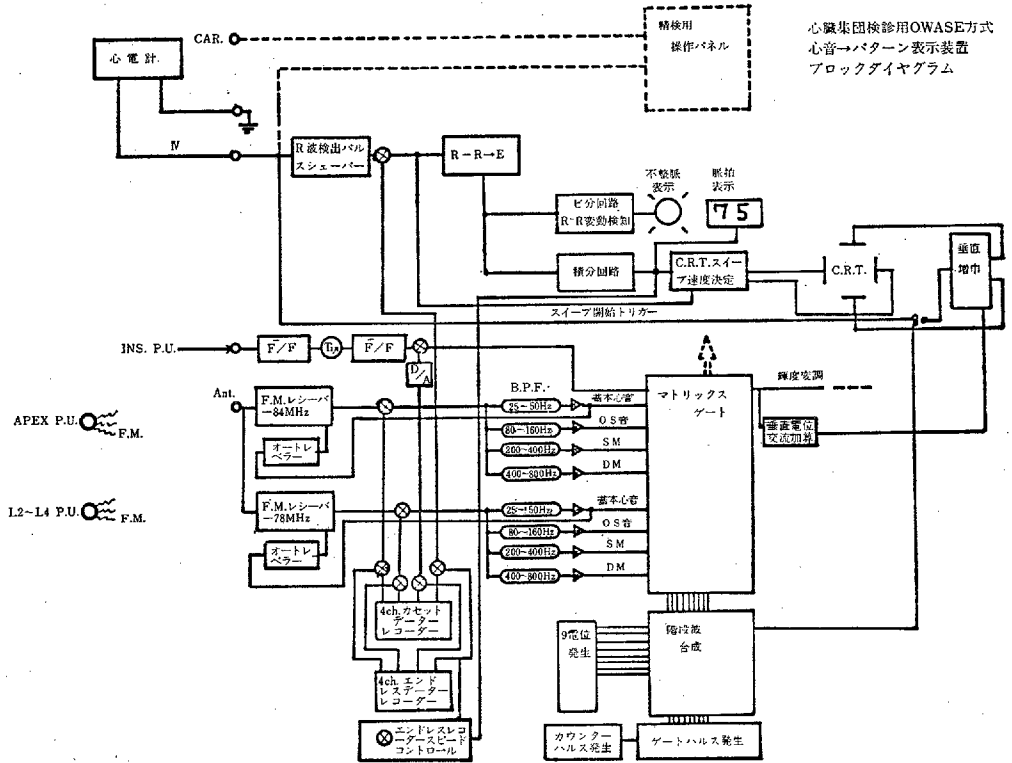 心臓集団検診用OWASE方式
心音→パターン表示装置
ブロックダイヤグラム
CAR.
精検用
操作パネル
心電計
Ⅳ
R波検出パル
スシェーパー
R－R→E
不整脈
表示
脈拍
表示
75
ビ分回路
R-R変動検知
積分回路
C.R.T.スイー
プ速度決定
C.R.T.
垂直
増巾
スイープ開始トリガー
INS. P.U.
F/F
F/F
D/A
Ant.
F.M.レシーバ
－84MHz
オートレ
ベラー
APEX P.U.
F.M.
B.P.F.
25～50Hz
基本心音
80～160Hz
OS音
200～400Hz
SM
400～800Hz
DM
マトリックス
ゲート
輝度変調
垂直電位
交流加算
L2～L4 P.U.
F.M.
F.M.レシーバ
－78MHz
オートレ
ベラー
25～150Hz
基本心音
80～160Hz
OS音
200～400Hz
SM
400～800Hz
DM
4ch.カセット
データー
レコーダー
4ch.エンド
レスデーター
レコーダー
エンドレスレコ
ーダースピード
コントロール
9電位
発生
階段波
合成
カウンター
ハルス発生
ゲートハルス発生